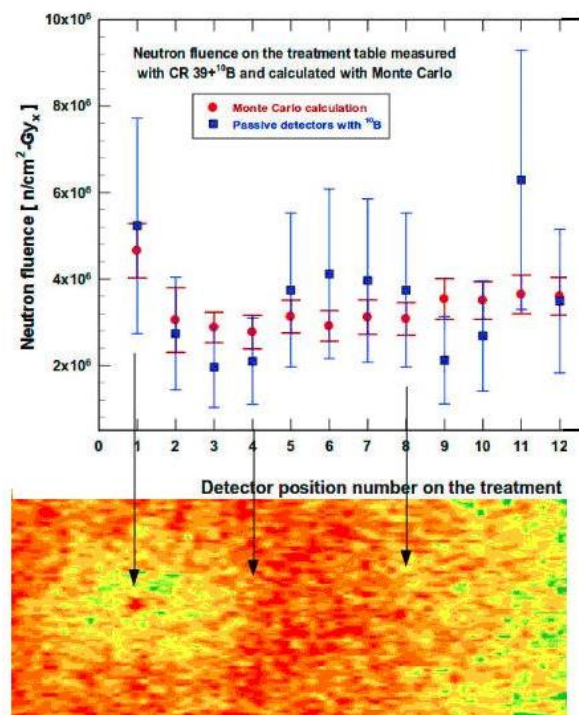 10x10⁶
Neutron fluence on the treatment table measured
with CR 39+¹⁰B and calculated with Monte Carlo
8x10⁶
Monte Carlo calculation
Passive detectors with ¹⁰B
6x10⁶
4x10⁶
2x10⁶
Neutron fluence [ n/cm²-Gyₓ ]
0 1 2 3 4 5 6 7 8 9 10 11 12
Detector position number on the treatment